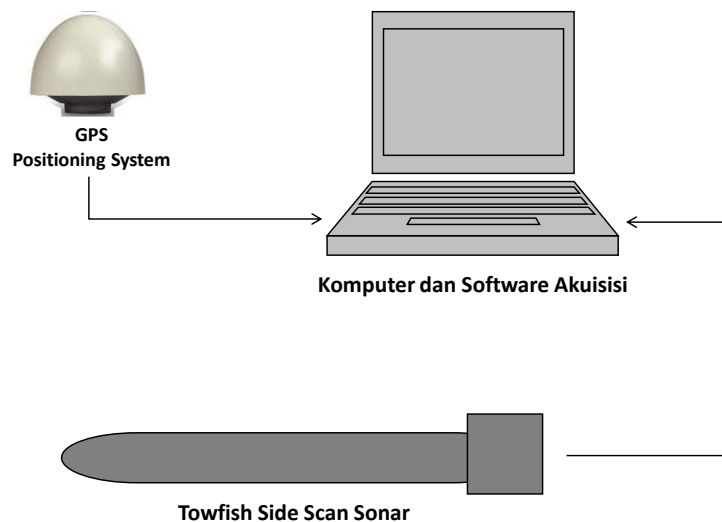 GPS
Positioning System
Komputer dan Software Akuisisi
Towfish Side Scan Sonar